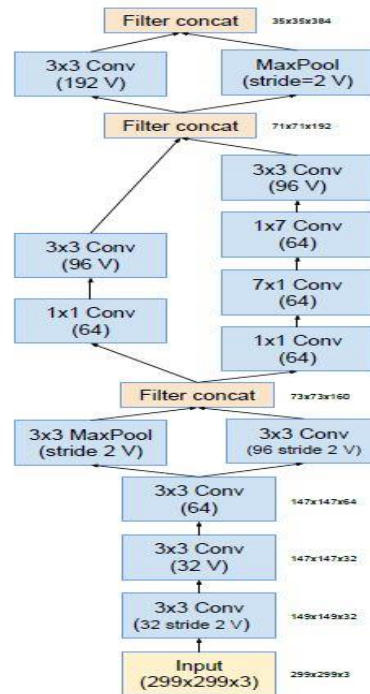 Filter concat 35x35x384
3x3 Conv MaxPool
(192 V) (stride=2 V)
Filter concat 71x71x192
3x3 Conv
(96 V)
1x7 Conv
(64)
3x3 Conv
(96 V)
7x1 Conv
(64)
1x1 Conv
(64)
1x1 Conv
(64)
Filter concat 73x73x160
3x3 MaxPool 3x3 Conv
(stride 2 V) (96 stride 2 V)
3x3 Conv
(64)
147x147x64
3x3 Conv
(32 V)
147x147x32
3x3 Conv
(32 stride 2 V)
149x149x32
Input
(299x299x3)
299x299x3